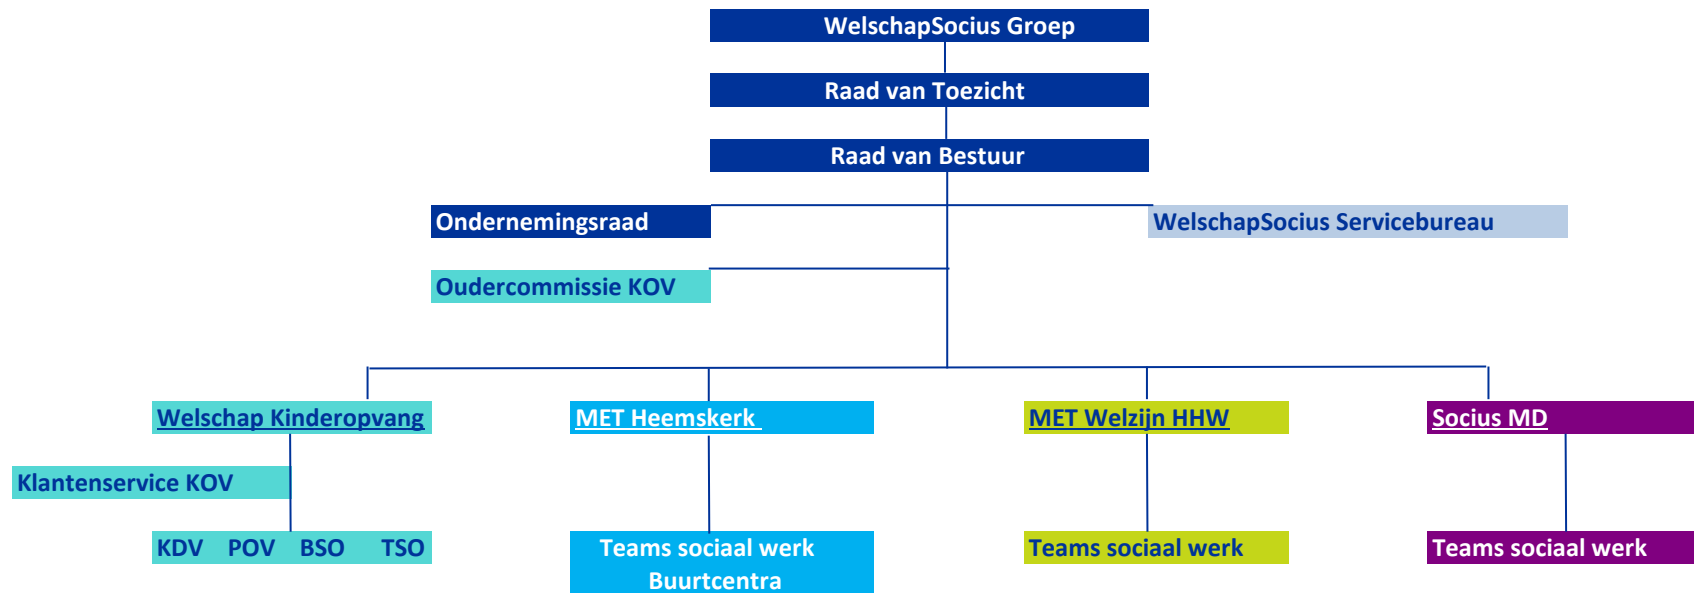 WelschapSocius Groep
Raad van Toezicht
Raad van Bestuur
Ondernemingsraad
WelschapSocius Servicebureau
Oudercommissie KOV
Welschap Kinderopvang
MET Heemskerk
MET Welzijn HHW
Socius MD
Klantenservice KOV
KDV POV BSO TSO
Teams sociaal werk
Buurtcentra
Teams sociaal werk
Teams sociaal werk